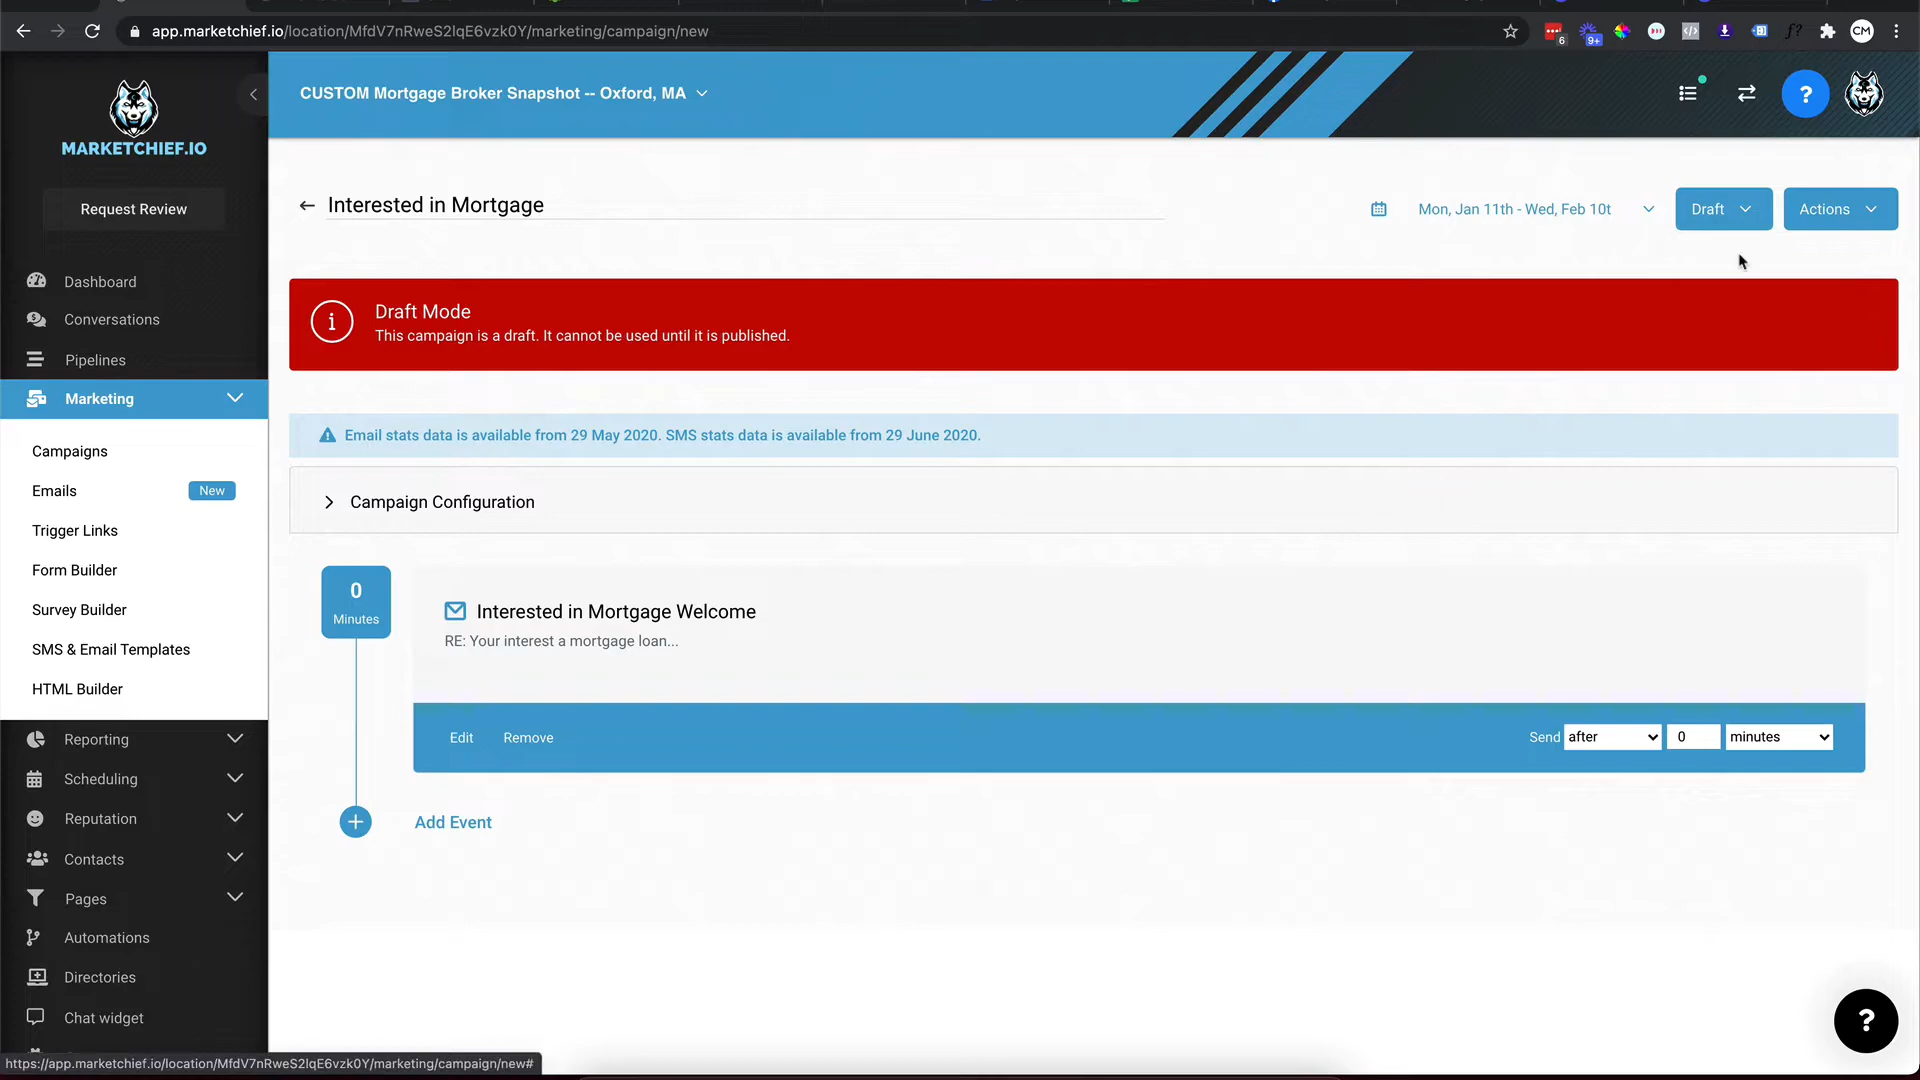 app.marketchief.io/location/MfdV7nRweS2lqE6vzk0Y/marketing/campaign/new
6
9+
f?
CM
MARKETCHIEF.IO
CUSTOM Mortgage Broker Snapshot -- Oxford, MA
?
Request Review
Interested in Mortgage
Mon, Jan 11th - Wed, Feb 10t
Draft
Actions
Dashboard
Conversations
Pipelines
Marketing
Campaigns
Emails
New
Trigger Links
Form Builder
Survey Builder
SMS & Email Templates
HTML Builder
Reporting
Scheduling
Reputation
Contacts
Pages
Automations
Directories
Chat widget
Draft Mode
This campaign is a draft. It cannot be used until it is published.
Email stats data is available from 29 May 2020. SMS stats data is available from 29 June 2020.
Campaign Configuration
0
Minutes
Interested in Mortgage Welcome
RE: Your interest a mortgage loan...
Edit
Remove
Send
after
0
minutes
Add Event
?
https://app.marketchief.io/location/MfdV7nRweS2lqE6vzk0Y/marketing/campaign/new#